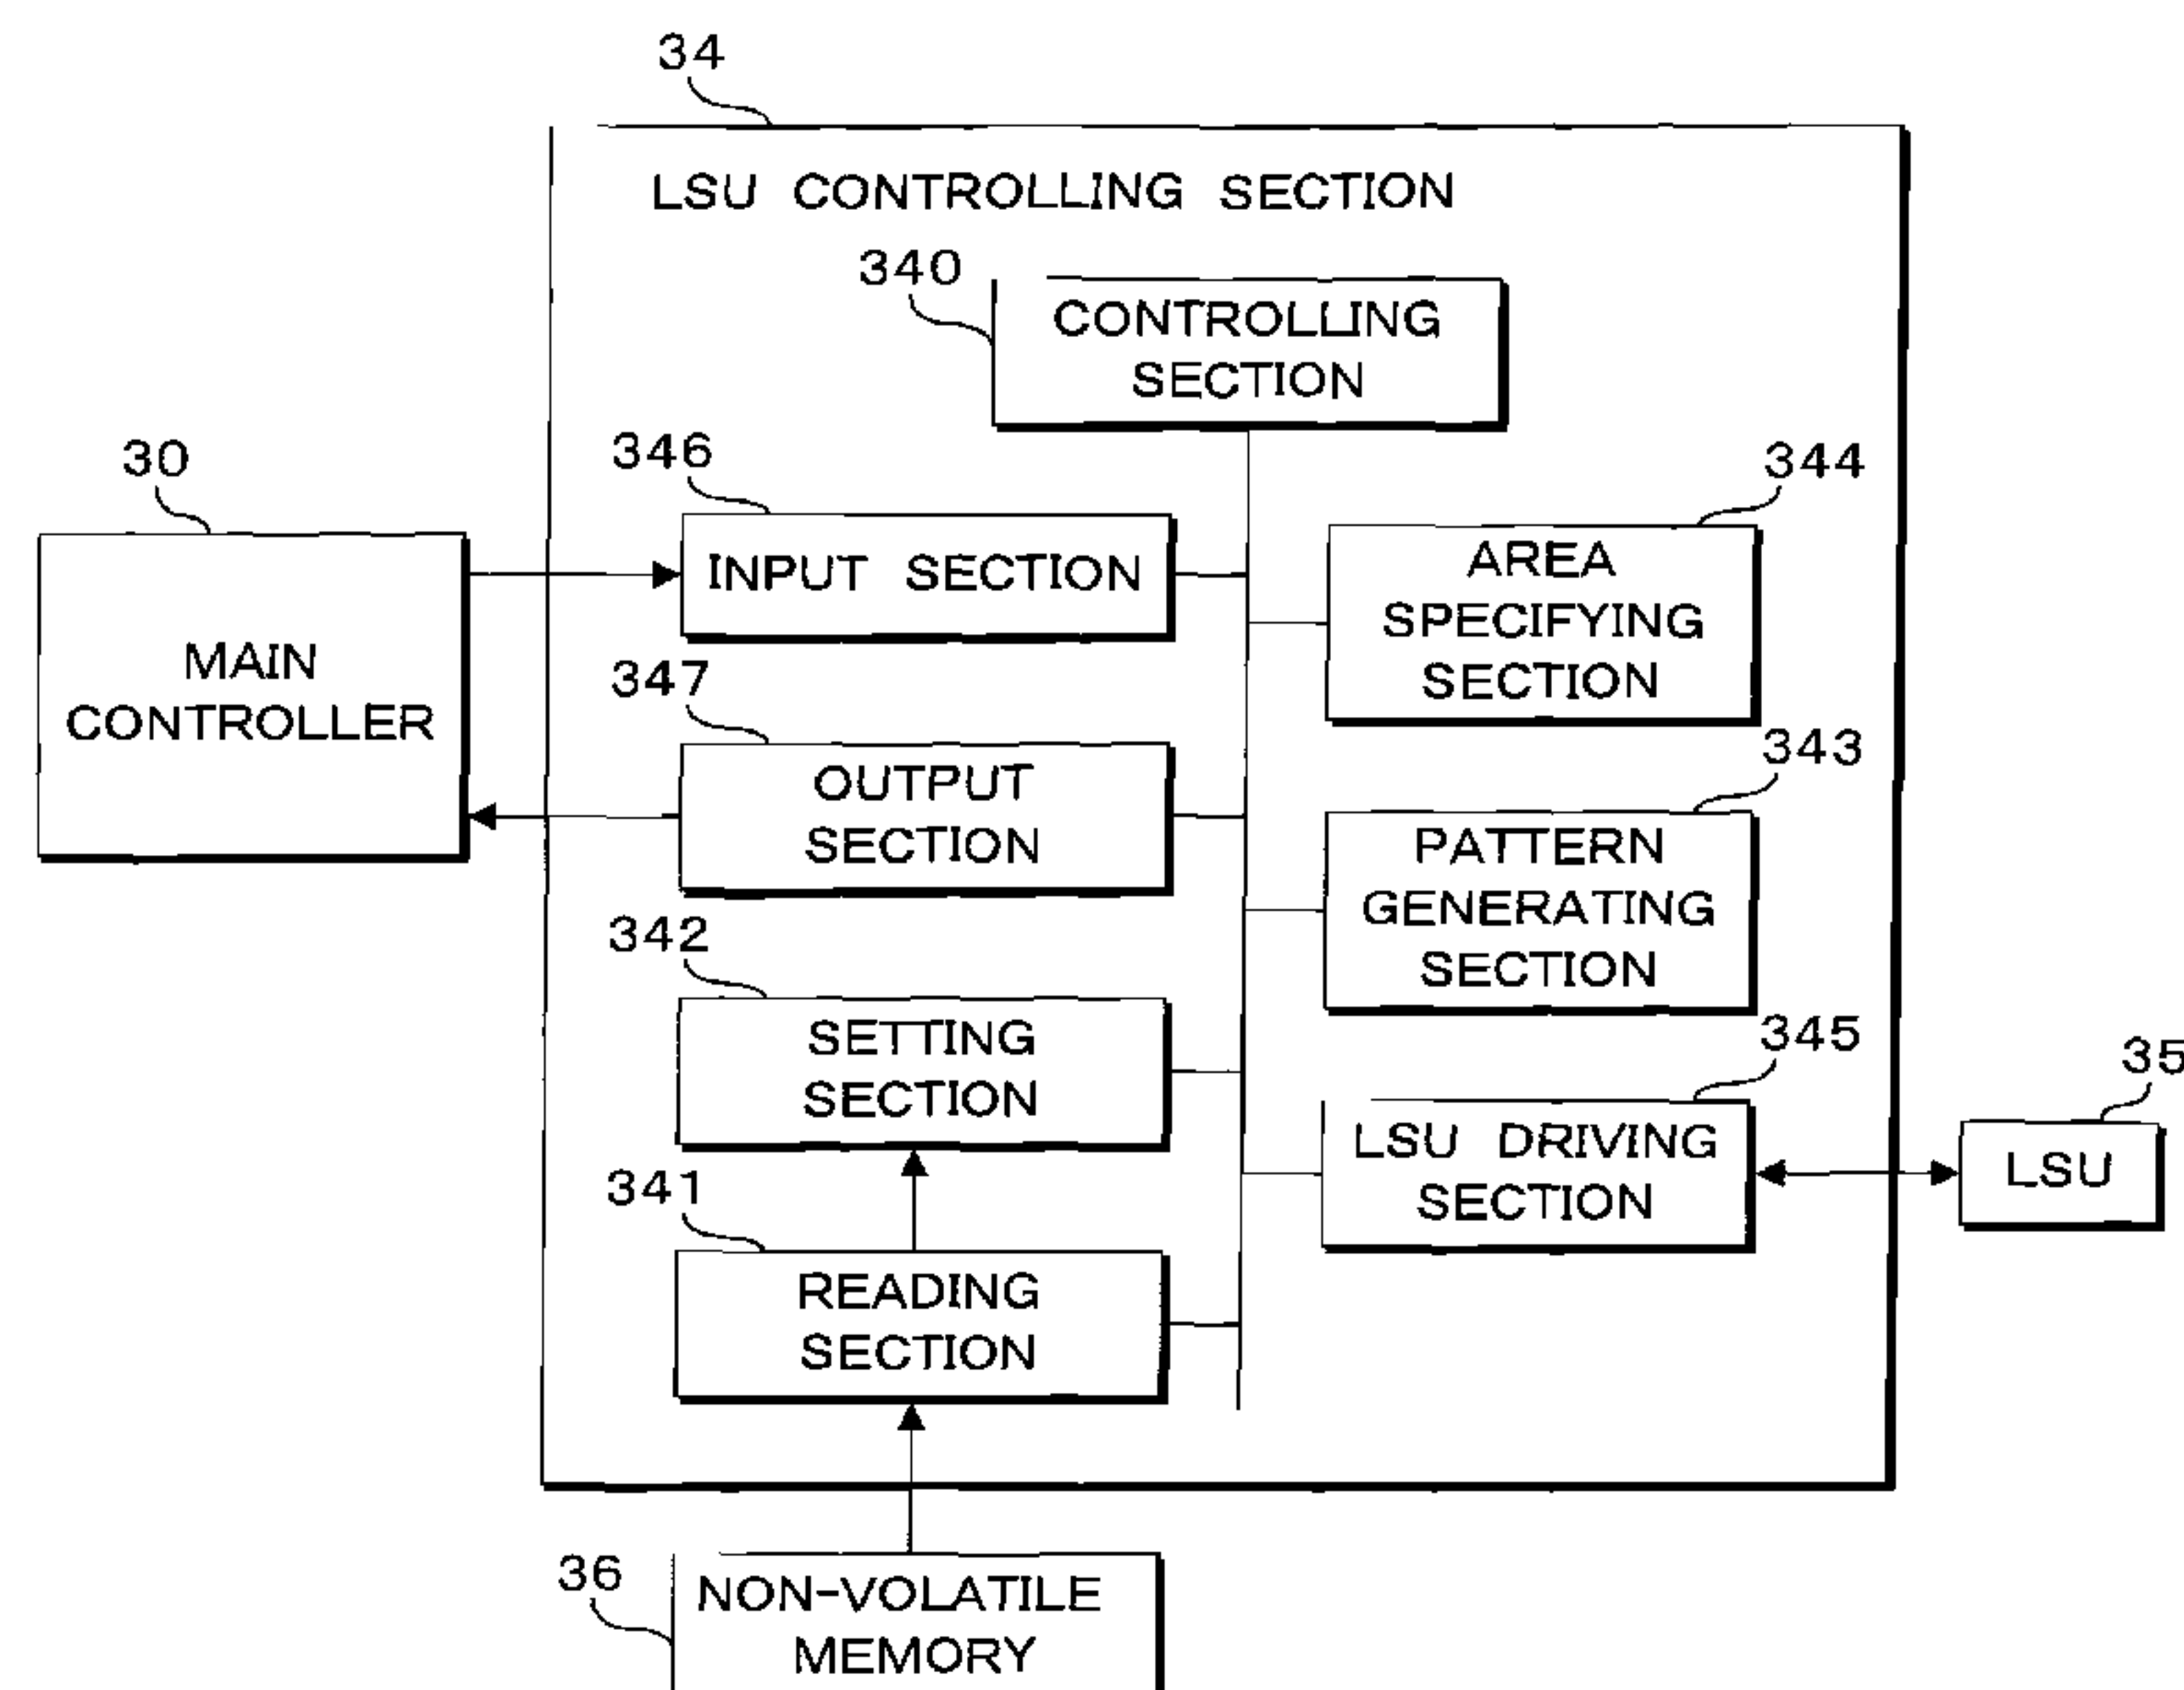 34
LSU CONTROLLING SECTION
340
CONTROLLING
SECTION
30
MAIN
CONTROLLER
346
INPUT SECTION
344
AREA
SPECIFYING
SECTION
347
OUTPUT
SECTION
343
PATTERN
GENERATING
SECTION
342
SETTING
SECTION
345
LSU DRIVING
SECTION
35
LSU
341
READING
SECTION
36
NON-VOLATILE
MEMORY